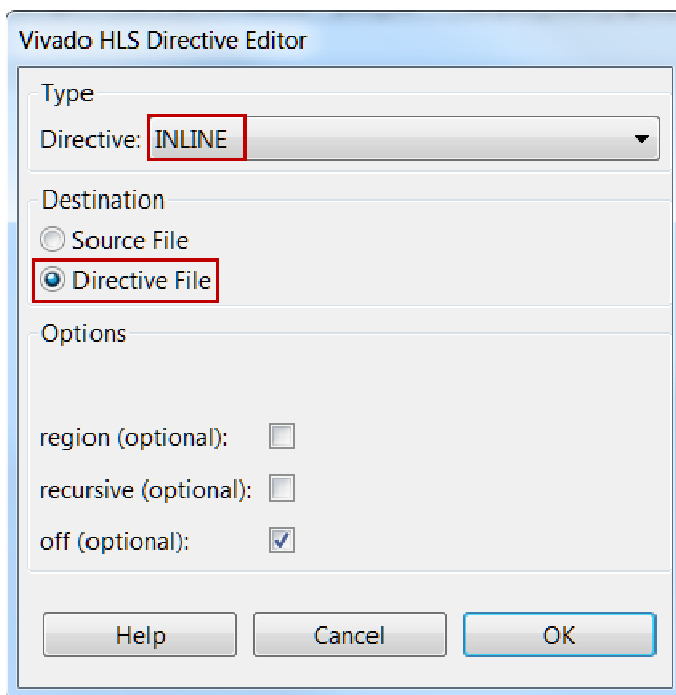 Vivado HLS Directive Editor
Type
Directive: INLINE
Destination
Source File
Directive File
Options
region (optional):
recursive (optional):
off (optional):
Help Cancel OK